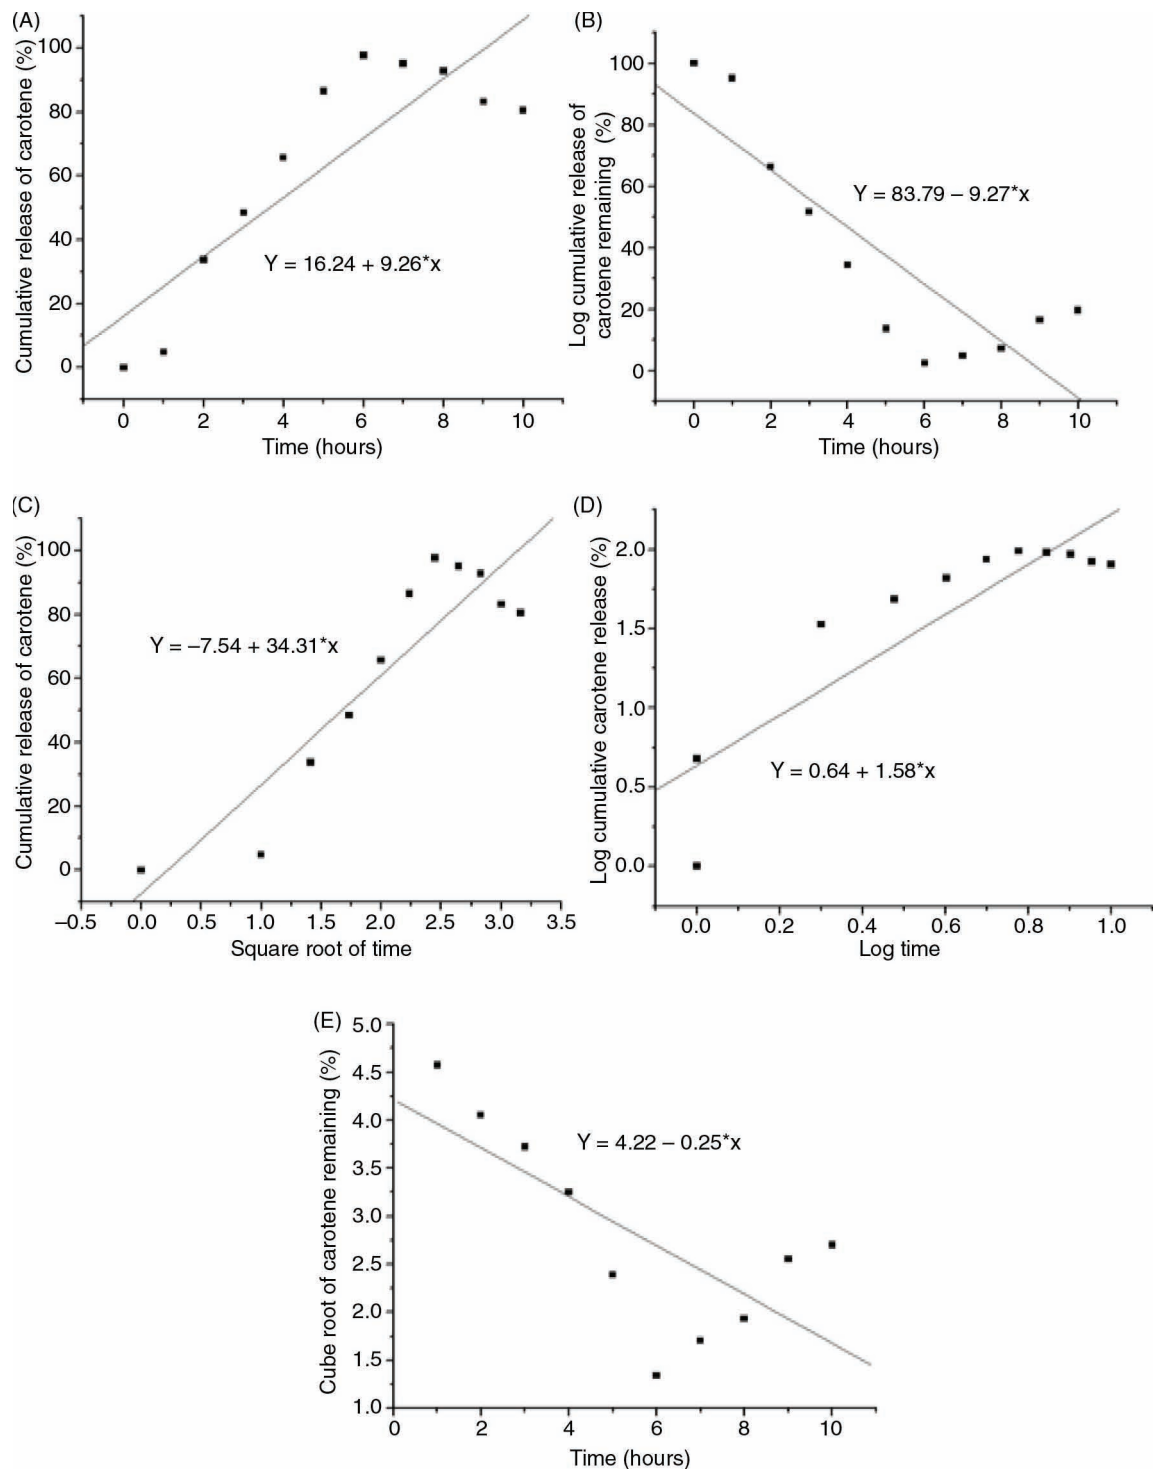 (A)
Cumulative release of carotene (%)
100
80
60
40
20
0
Y = 16.24 + 9.26*x
0 2 4 6 8 10
Time (hours)
(B)
Log cumulative release of
carotene remaining (%)
100
80
60
40
20
0
Y = 83.79 – 9.27*x
0 2 4 6 8 10
Time (hours)
(C)
Cumulative release of carotene (%)
100
80
60
40
20
0
Y = –7.54 + 34.31*x
–0.5 0.0 0.5 1.0 1.5 2.0 2.5 3.0 3.5
Square root of time
(D)
Log cumulative carotene release (%)
2.0
1.5
1.0
0.5
0.0
Y = 0.64 + 1.58*x
0.0 0.2 0.4 0.6 0.8 1.0
Log time
(E)
Cube root of carotene remaining (%)
5.0
4.5
4.0
3.5
3.0
2.5
2.0
1.5
1.0
Y = 4.22 – 0.25*x
0 2 4 6 8 10
Time (hours)